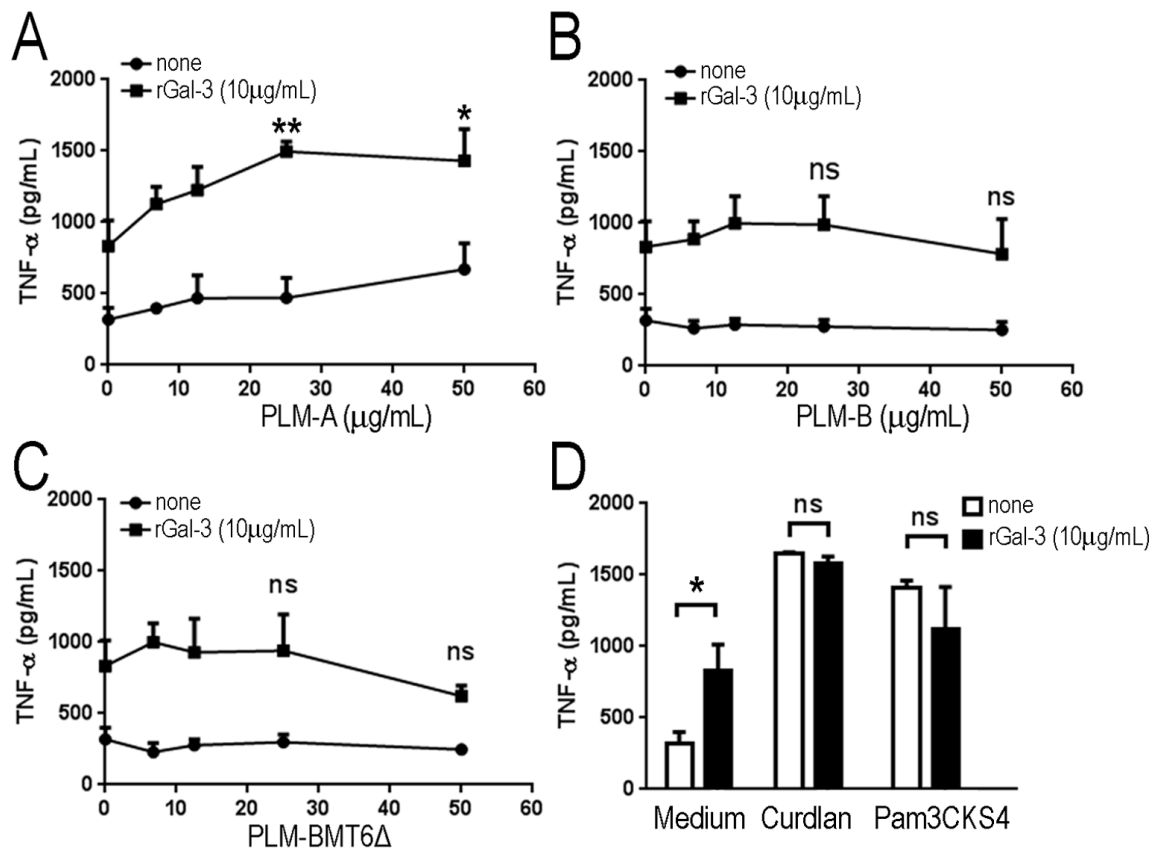 A
none
rGal-3 (10μg/mL)
2000
1500
1000
500
0
TNF-α (pg/mL)
**
*
0 10 20 30 40 50 60
PLM-A (μg/mL)
B
none
rGal-3 (10μg/mL)
2000
1500
1000
500
0
TNF-α (pg/mL)
ns
ns
0 10 20 30 40 50 60
PLM-B (μg/mL)
C
none
rGal-3 (10μg/mL)
2000
1500
1000
500
0
TNF-α (pg/mL)
ns
ns
0 10 20 30 40 50 60
PLM-BMT6Δ
D
none
rGal-3 (10μg/mL)
2000
1500
1000
500
0
TNF-α (pg/mL)
*
ns
ns
Medium Curdlan Pam3CKS4